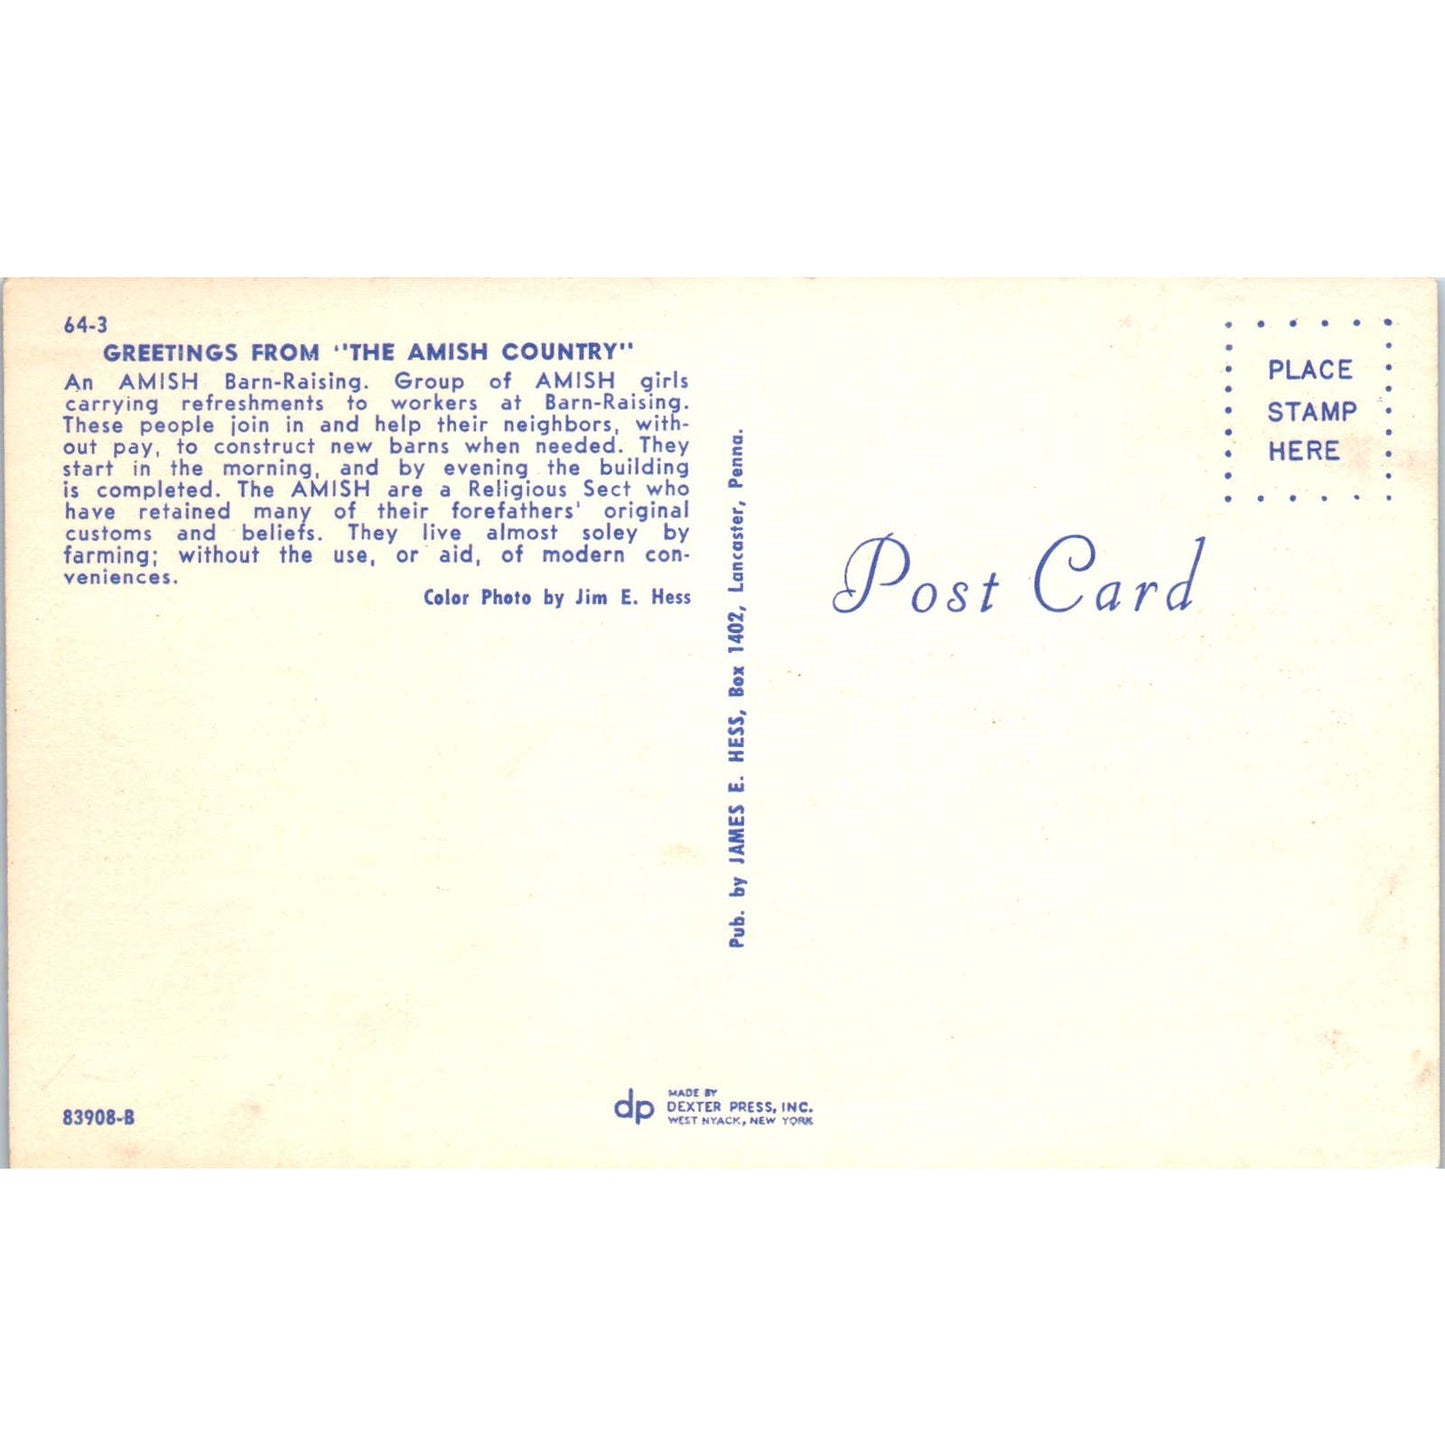 64-3
GREETINGS FROM "THE AMISH COUNTRY"
An AMISH Barn-Raising. Group of AMISH girls
carrying refreshments to workers at Barn-Raising.
These people join in and help their neighbors, with-
out pay, to construct new barns when needed. They
start in the morning, and by evening the building
is completed. The AMISH are a Religious Sect who
have retained many of their forefathers' original
customs and beliefs. They live almost soley by
farming; without the use, or aid, of modern con-
veniences.
Color Photo by Jim E. Hess
83908-B
Pub. by JAMES E. HESS, Box 1402, Lancaster, Penna.
dp
MADE BY
DEXTER PRESS, INC.
WEST NYACK, NEW YORK
PLACE
STAMP
HERE
Post Card